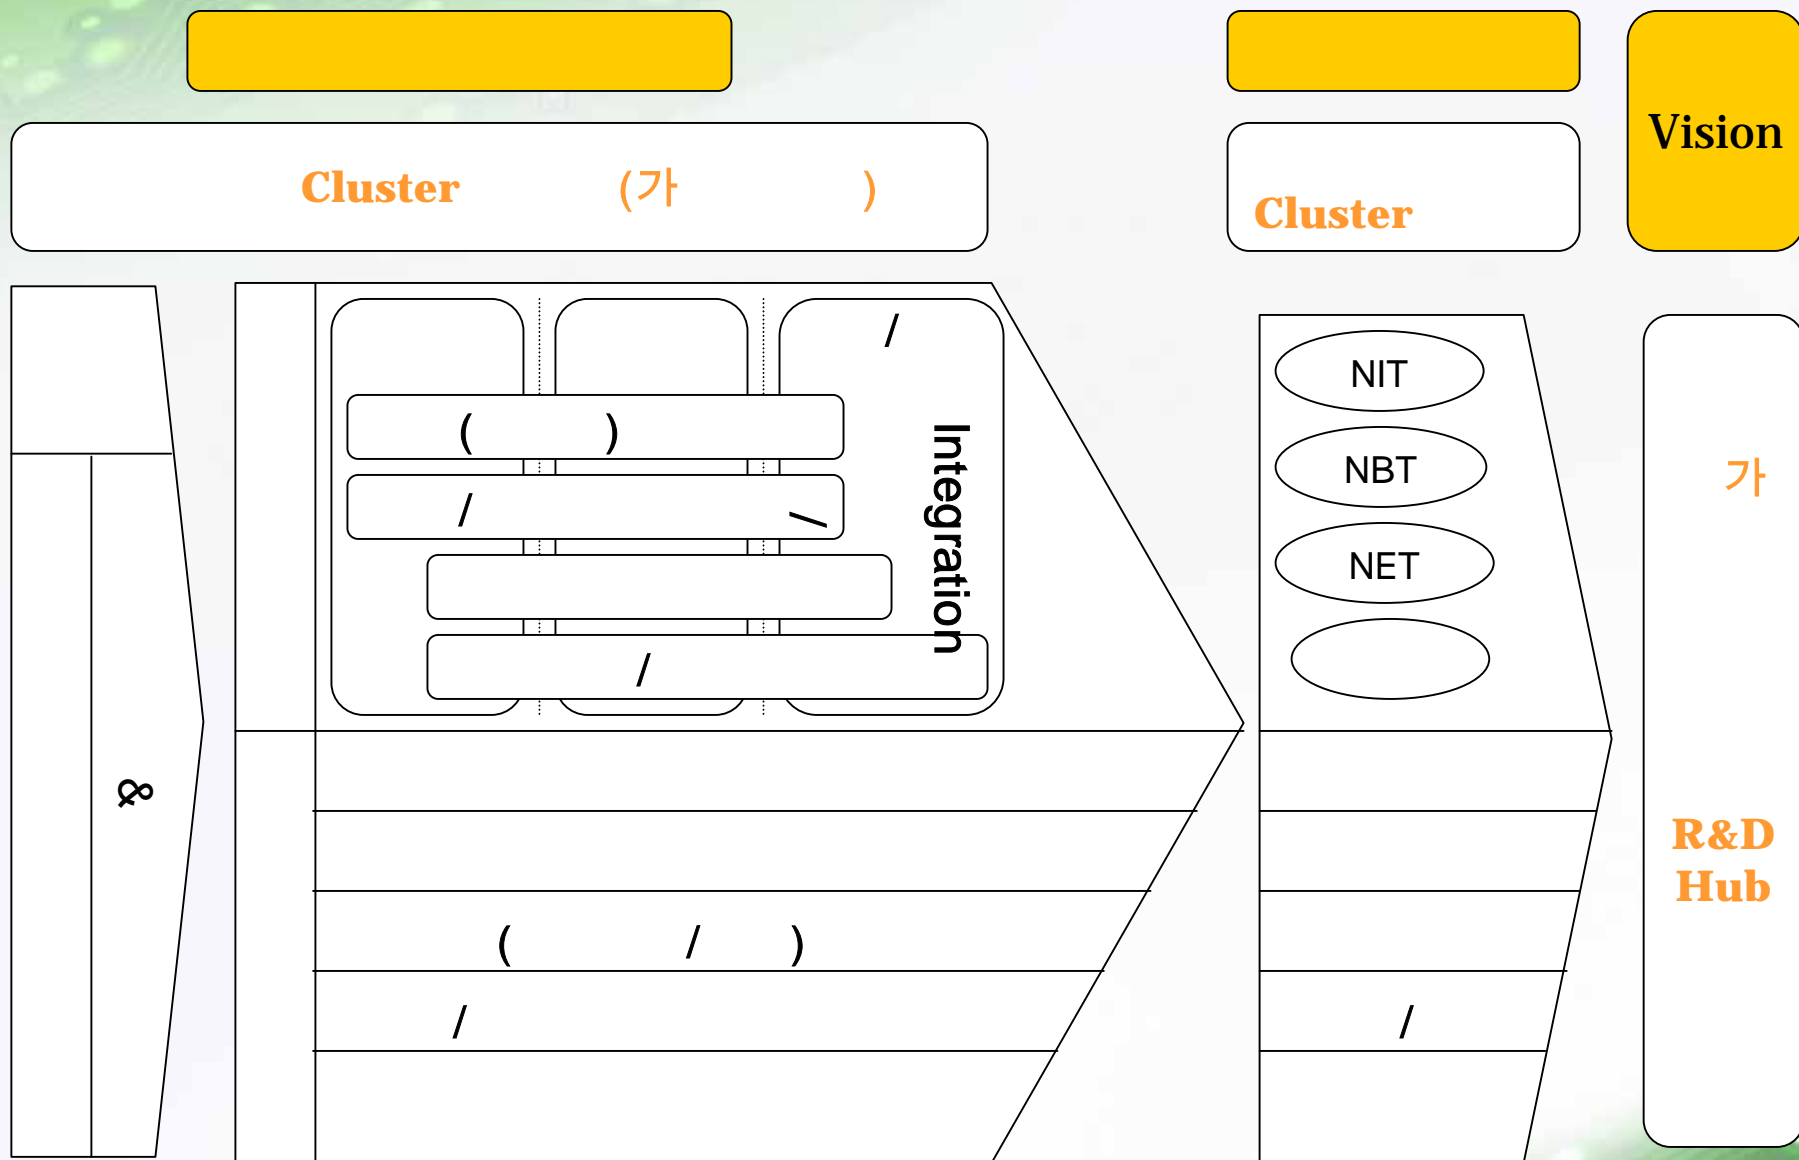 Vision
Cluster (가 )
Cluster
/
NIT
( )
NBT
/ /
Integration
NET
/
가
&
R&D
Hub
( / )
/ /